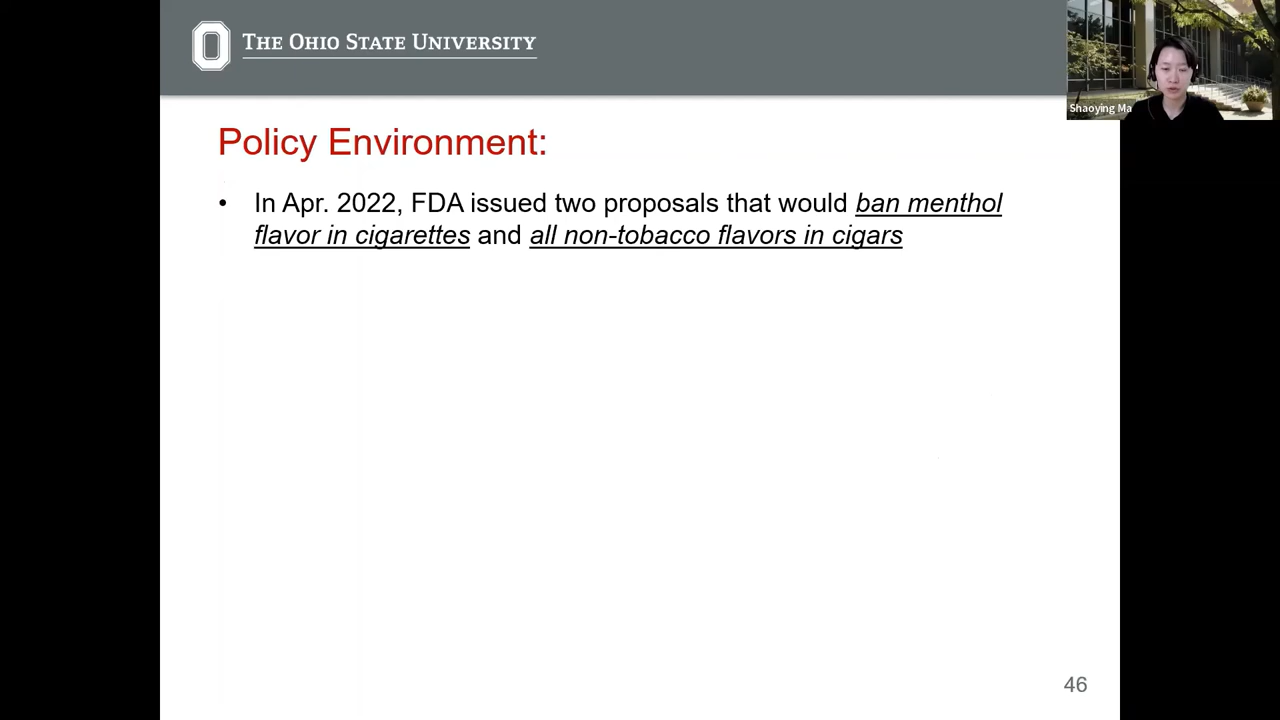 THE OHIO STATE UNIVERSITY
Shaoying Ma
Policy Environment:
• In Apr. 2022, FDA issued two proposals that would ban menthol
flavor in cigarettes and all non-tobacco flavors in cigars
46